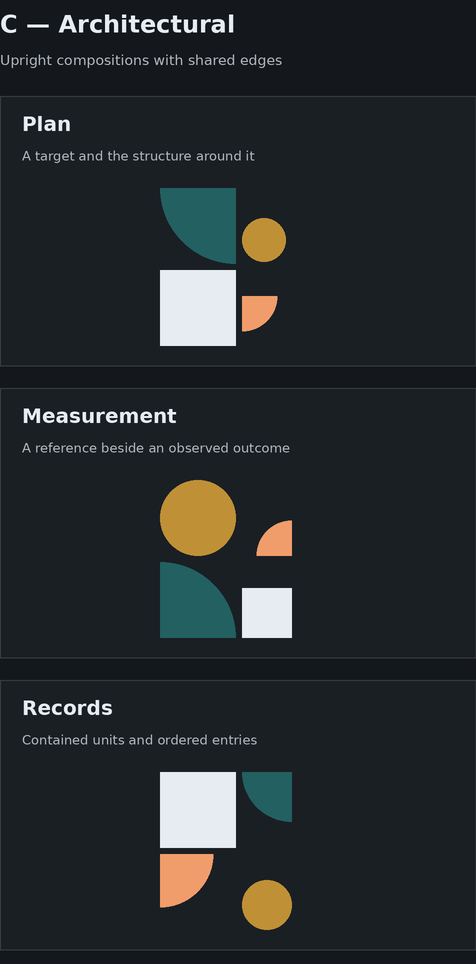 C — Architectural
Upright compositions with shared edges
Plan
A target and the structure around it
Measurement
A reference beside an observed outcome
Records
Contained units and ordered entries